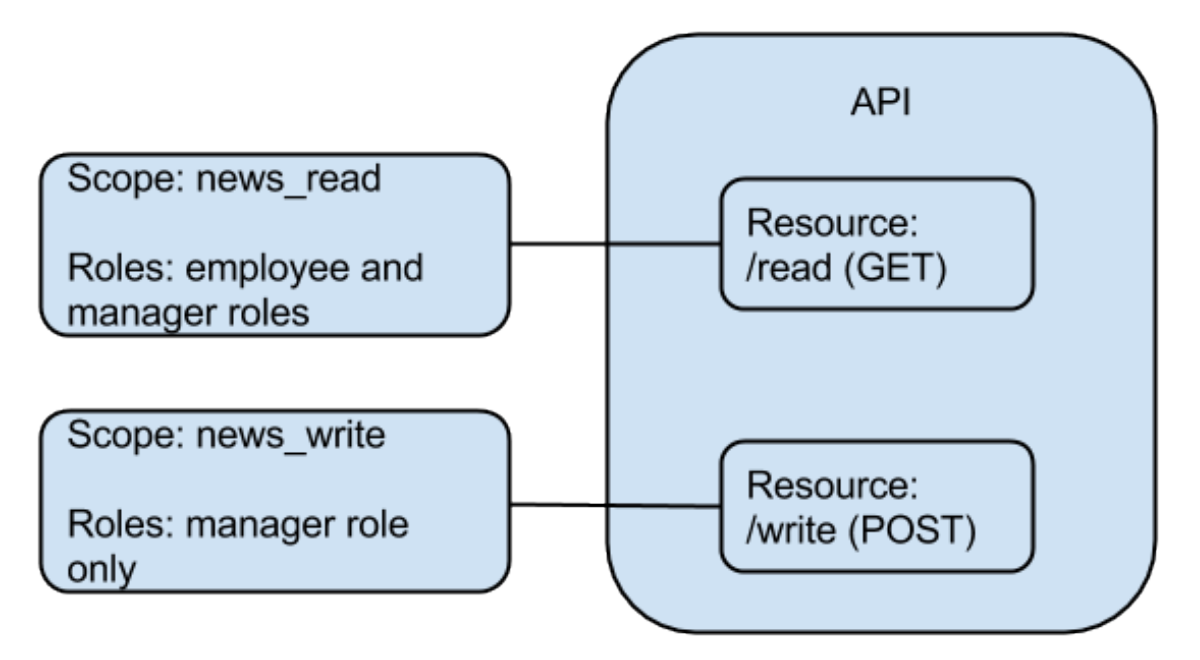 API
Scope: news_read
Roles: employee and
manager roles
Resource:
/read (GET)
Scope: news_write
Roles: manager role
only
Resource:
/write (POST)